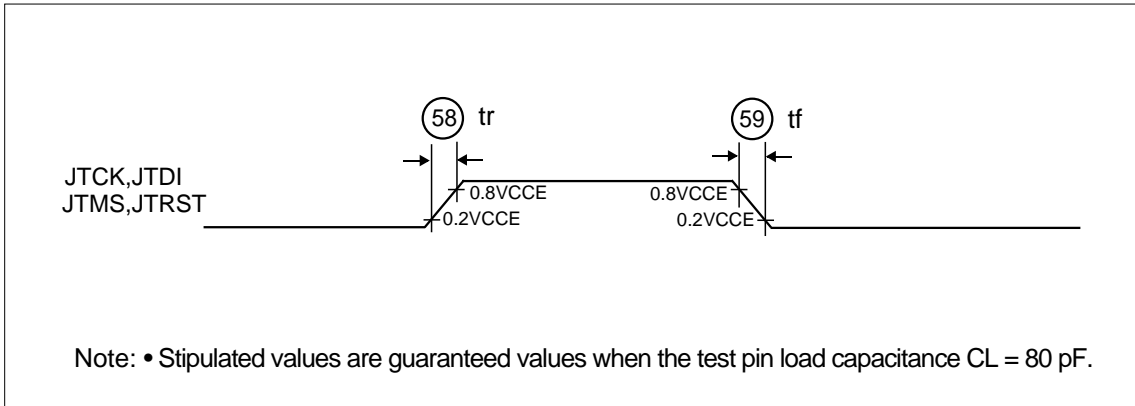 58 tr
59 tf
JTCK,JTDI
JTMS,JTRST
0.8VCCE
0.2VCCE
0.8VCCE
0.2VCCE
Note: • Stipulated values are guaranteed values when the test pin load capacitance CL = 80 pF.